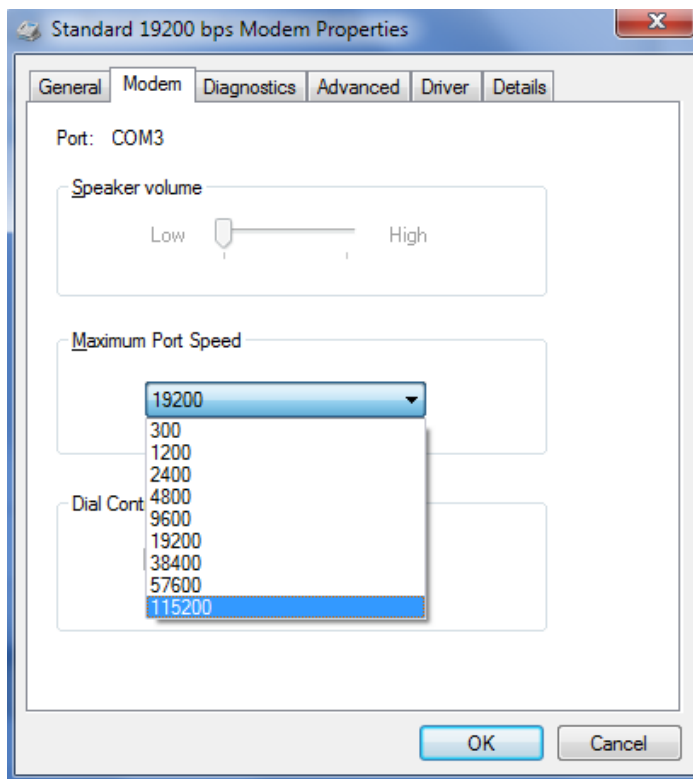 Standard 19200 bps Modem Properties
General Modem Diagnostics Advanced Driver Details
Port: COM3
Speaker volume
Low High
Maximum Port Speed
19200
300
1200
2400
4800
Dial Cont
9600
19200
38400
57600
115200
OK Cancel